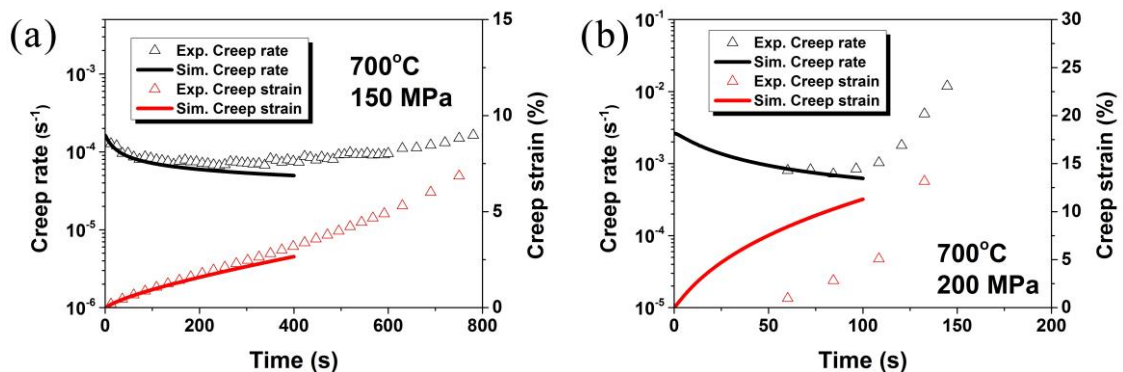 (a)
15
10
5
0
10⁻³
10⁻⁴
10⁻⁵
10⁻⁶
Exp. Creep rate
Sim. Creep rate
Exp. Creep strain
Sim. Creep strain
700°C
150 MPa
Creep rate (s⁻¹)
Creep strain (%)
0 200 400 600 800
Time (s)
(b)
10⁻¹
10⁻²
10⁻³
10⁻⁴
10⁻⁵
30
25
20
15
10
5
0
Exp. Creep rate
Sim. Creep rate
Exp. Creep strain
Sim. Creep strain
700°C
200 MPa
Creep rate (s⁻¹)
Creep strain (%)
0 50 100 150 200
Time (s)